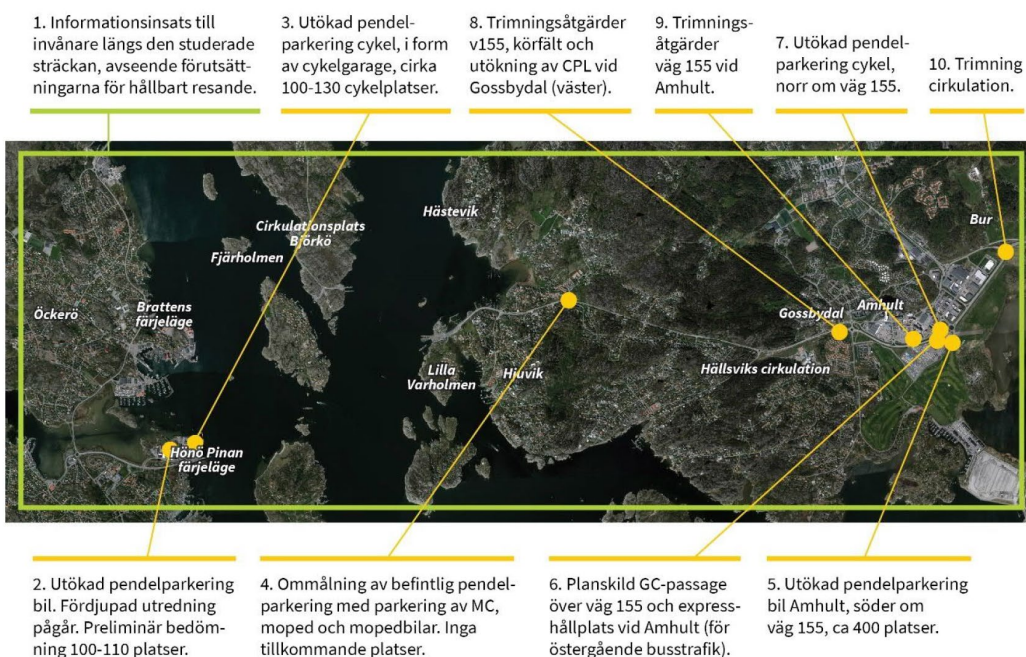 1. Informationsinsats till
invånare längs den studerade
sträckan, avseende förutsätt-
ningarna för hållbart resande.
3. Utökad pendel-
parkering cykel, i form
av cykelgarage, cirka
100-130 cykelplatser.
8. Trimningsåtgärder
v155, körfält och
utökning av CPL vid
Gossbydal (väster).
9. Trimnings-
åtgärder
väg 155 vid
Amhult.
7. Utökad pendel-
parkering cykel,
norr om väg 155.
10. Trimning
cirkulation.
Hästevik
Cirkulationsplats
Björkö
Fjärholmen
Bur
Öckerö
Brattens
färjeläge
Gossbydal
Amhult
Lilla
Varholmen
Hjuvik
Hällsviks cirkulation
Hönö Pinan
färjeläge
2. Utökad pendelparkering
bil. Fördjupad utredning
pågår. Preliminär bedöm-
ning 100-110 platser.
4. Ommålning av befintlig pendel-
parkering med parkering av MC,
moped och mopedbilar. Inga
tillkommande platser.
6. Planskild GC-passage
över väg 155 och express-
hållplats vid Amhult (för
östergående busstrafik).
5. Utökad pendelparkering
bil Amhult, söder om
väg 155, ca 400 platser.